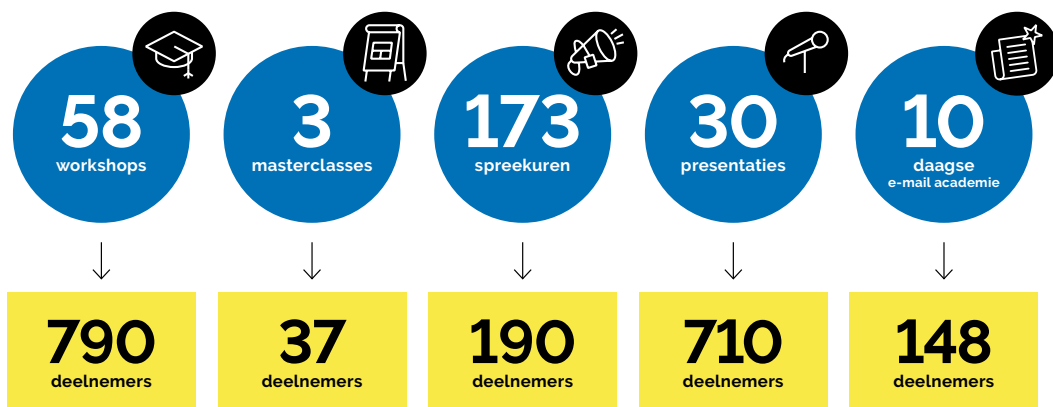 58
workshops
3
masterclasses
173
spreekuren
30
presentaties
10
daagse
e-mail academie
790
deelnemers
37
deelnemers
190
deelnemers
710
deelnemers
148
deelnemers